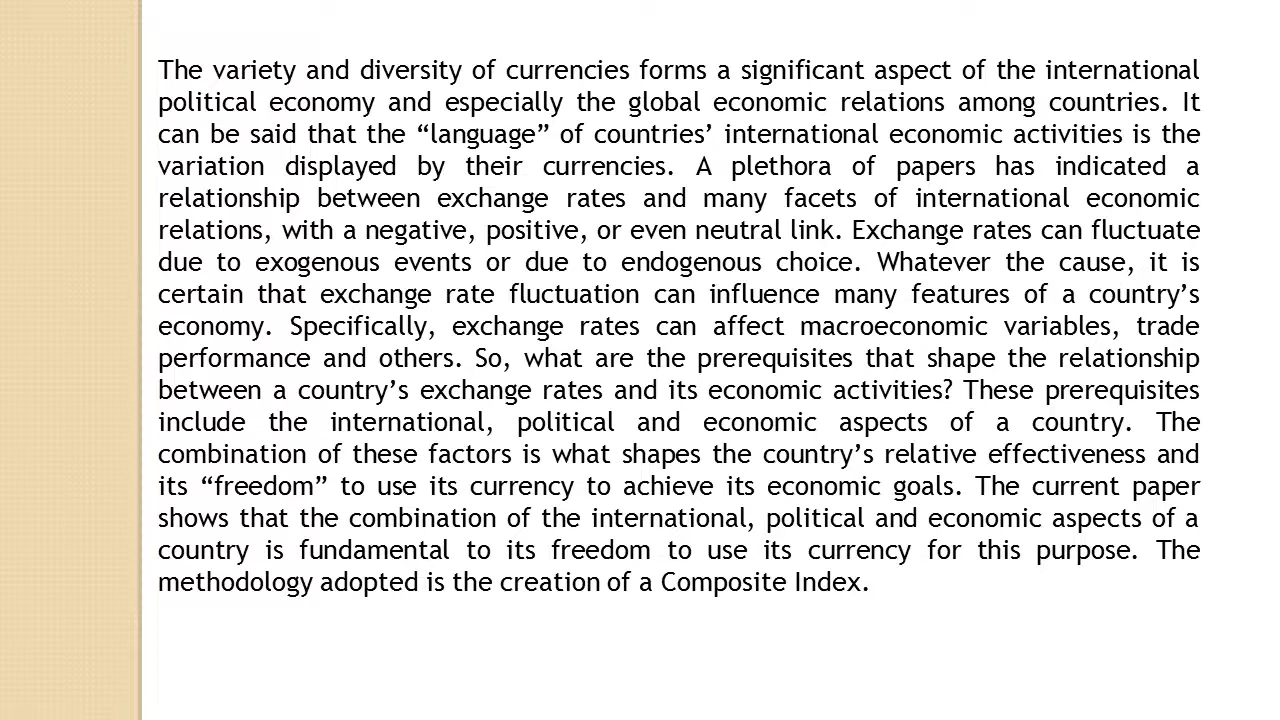 The variety and diversity of currencies forms a significant aspect of the international
political economy and especially the global economic relations among countries. It
can be said that the “language” of countries’ international economic activities is the
variation displayed by their currencies. A plethora of papers has indicated a
relationship between exchange rates and many facets of international economic
relations, with a negative, positive, or even neutral link. Exchange rates can fluctuate
due to exogenous events or due to endogenous choice. Whatever the cause, it is
certain that exchange rate fluctuation can influence many features of a country’s
economy. Specifically, exchange rates can affect macroeconomic variables, trade
performance and others. So, what are the prerequisites that shape the relationship
between a country’s exchange rates and its economic activities? These prerequisites
include the international, political and economic aspects of a country. The
combination of these factors is what shapes the country’s relative effectiveness and
its “freedom” to use its currency to achieve its economic goals. The current paper
shows that the combination of the international, political and economic aspects of a
country is fundamental to its freedom to use its currency for this purpose. The
methodology adopted is the creation of a Composite Index.